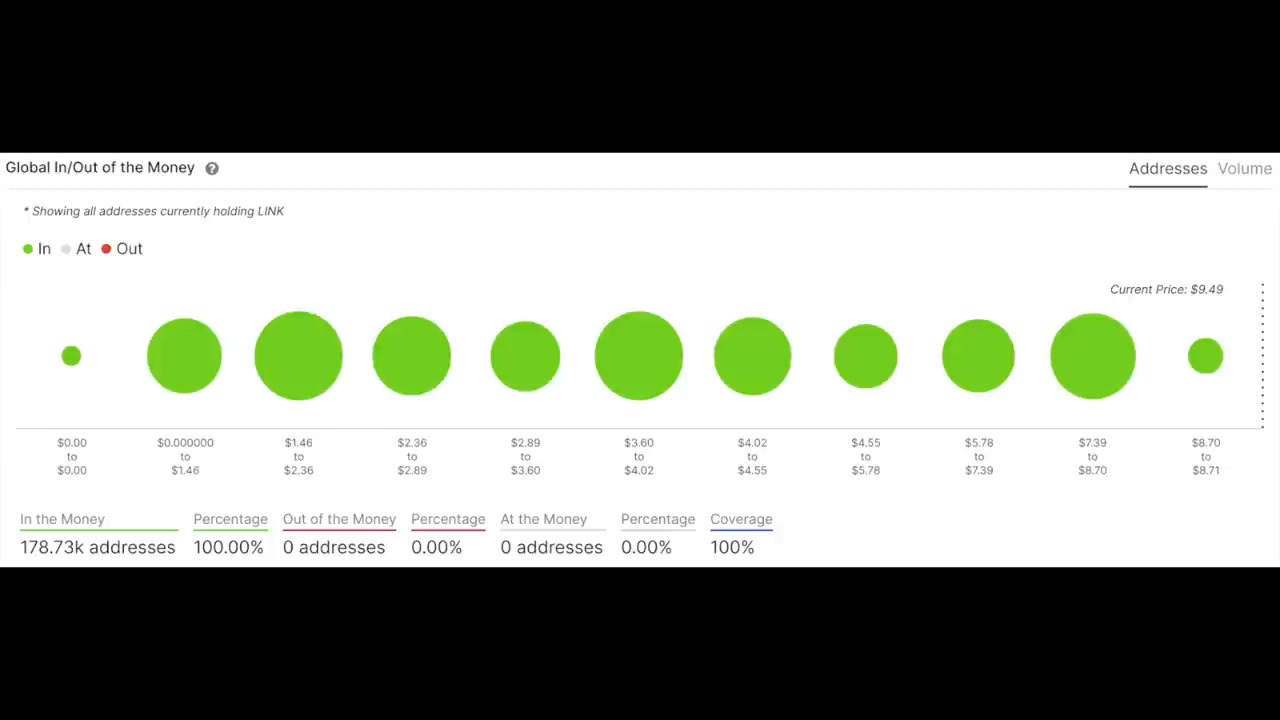 Global In/Out of the Money ?
Addresses Volume
* Showing all addresses currently holding LINK
In At Out
Current Price: $9.49
$0.00 $0.000000 $1.46 $2.36 $2.89 $3.60 $4.02 $4.55 $5.78 $7.39 $8.70
to to to to to to to to to to to
$0.00 $1.46 $2.36 $2.89 $3.60 $4.02 $4.55 $5.78 $7.39 $8.70 $8.71
In the Money Percentage Out of the Money Percentage At the Money Percentage Coverage
178.73k addresses 100.00% 0 addresses 0.00% 0 addresses 0.00% 100%